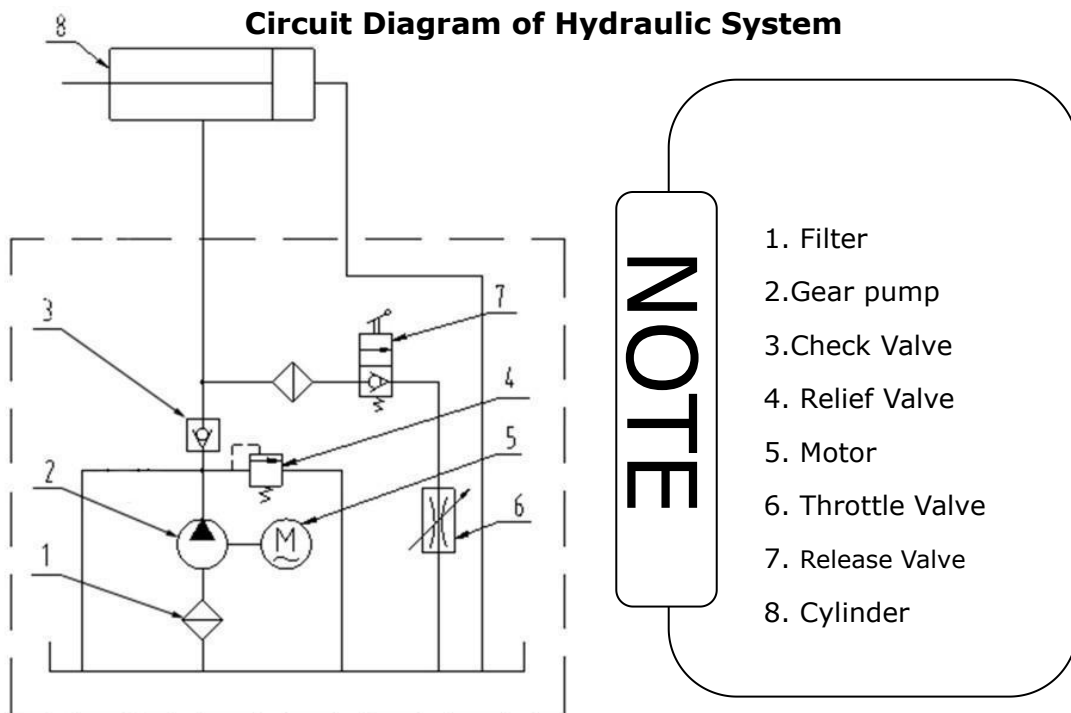 Circuit Diagram of Hydraulic System
8
7
3
4
5
2
6
1
M
NOTE
1. Filter
2.Gear pump
3.Check Valve
4. Relief Valve
5. Motor
6. Throttle Valve
7. Release Valve
8. Cylinder